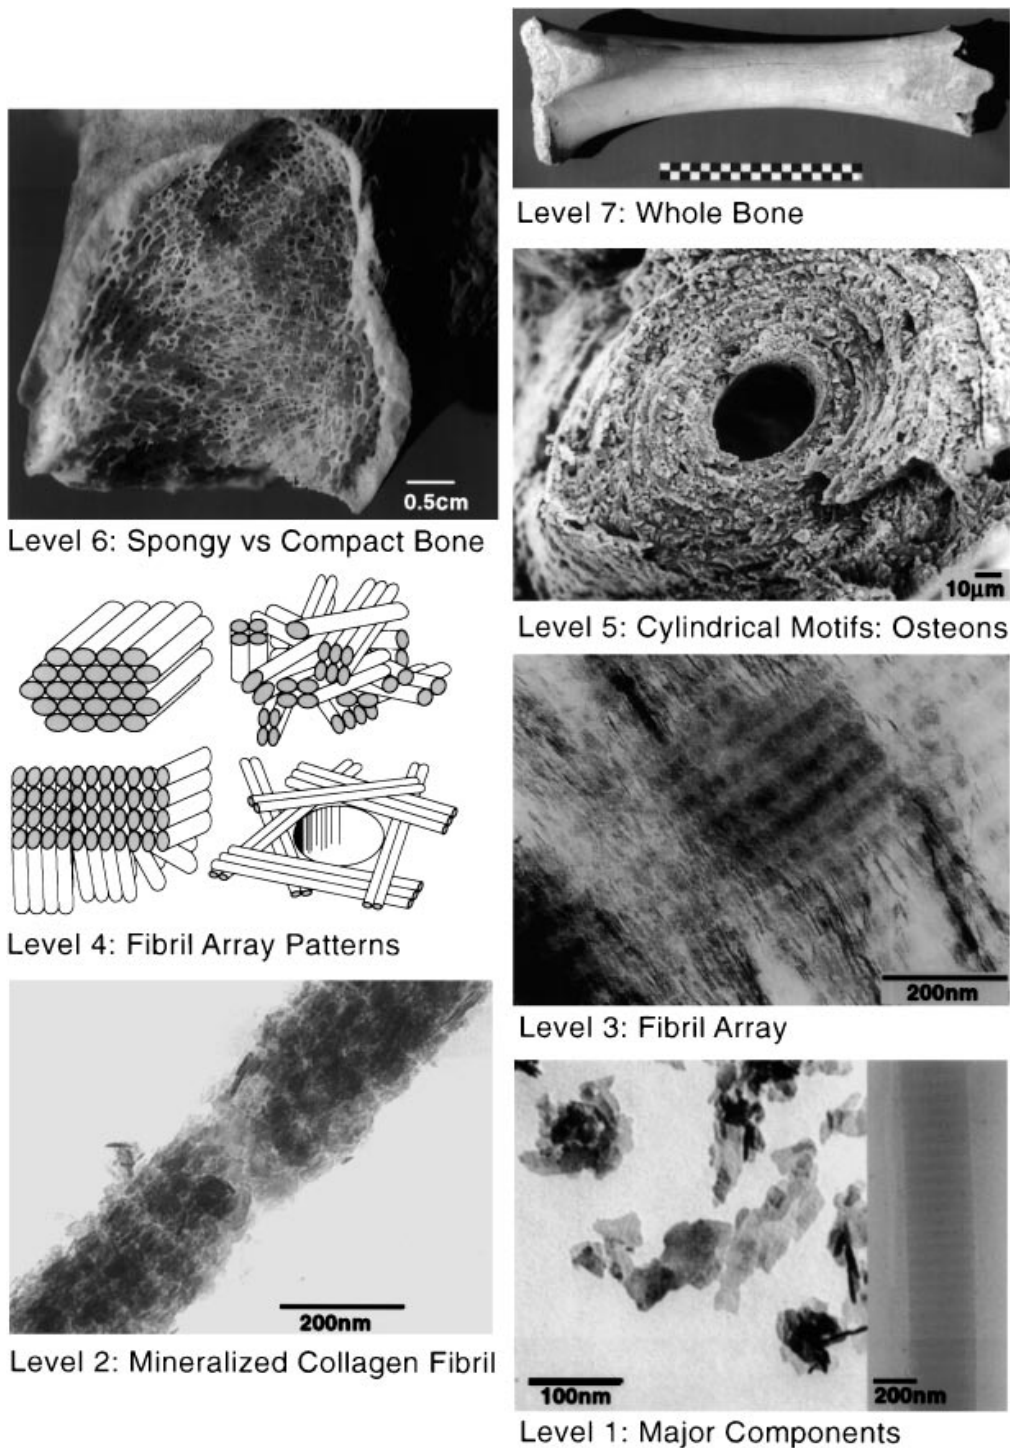 Level 7: Whole Bone
0.5cm
Level 6: Spongy vs Compact Bone
10μm
Level 5: Cylindrical Motifs: Osteons
Level 4: Fibril Array Patterns
200nm
Level 3: Fibril Array
200nm
Level 2: Mineralized Collagen Fibril
100nm
200nm
Level 1: Major Components